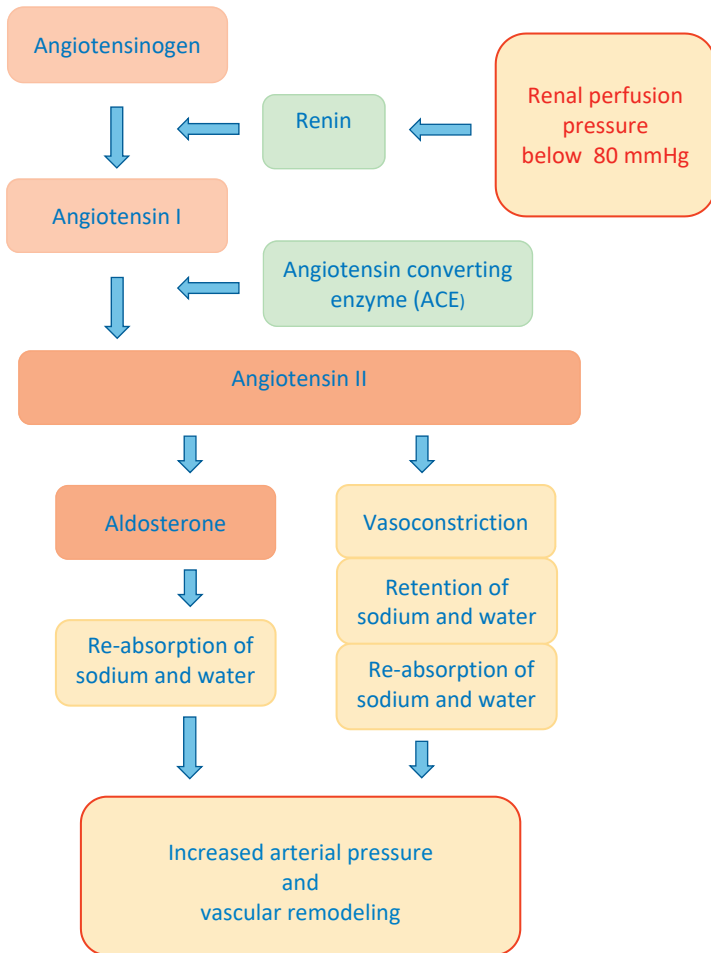 Angiotensinogen
Renin
Renal perfusion
pressure
below 80 mmHg
Angiotensin I
Angiotensin converting
enzyme (ACE)
Angiotensin II
Aldosterone
Vasoconstriction
Retention of
sodium and water
Re-absorption of
sodium and water
Re-absorption of
sodium and water
Increased arterial pressure
and
vascular remodeling